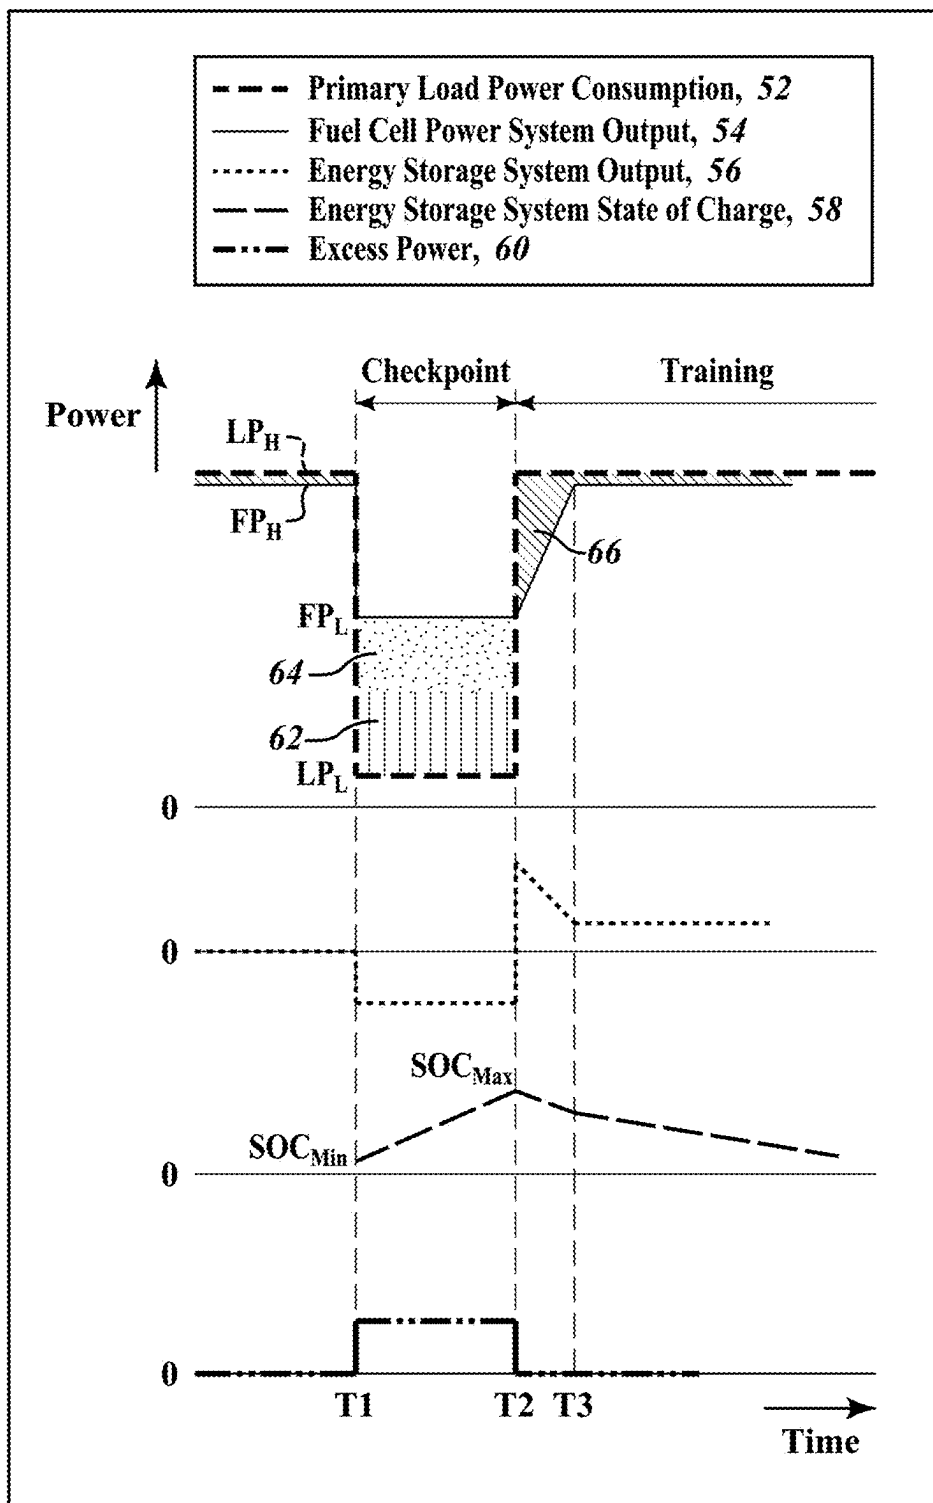 Primary Load Power Consumption, 52
Fuel Cell Power System Output, 54
Energy Storage System Output, 56
Energy Storage System State of Charge, 58
Excess Power, 60
Checkpoint
Training
Power
LPH
FPH
66
FPL
64
62
LPL
0
0
SOCMax
SOCMin
0
0
T1
T2
T3
Time